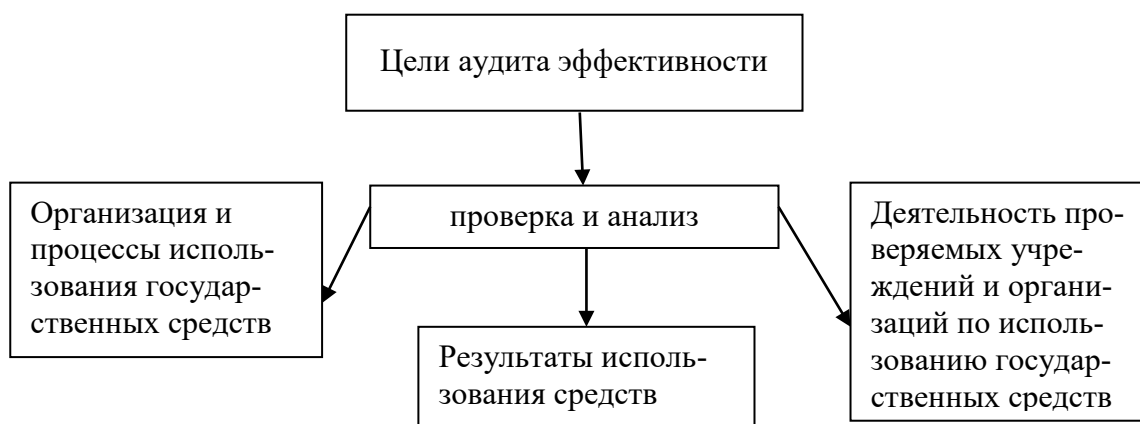 Цели аудита эффективности
Организация и
процессы исполь-
зования государ-
ственных средств
проверка и анализ
Результаты исполь-
зования средств
Деятельность про-
веряемых учре-
ждений и органи-
заций по исполь-
зованию государ-
ственных средств